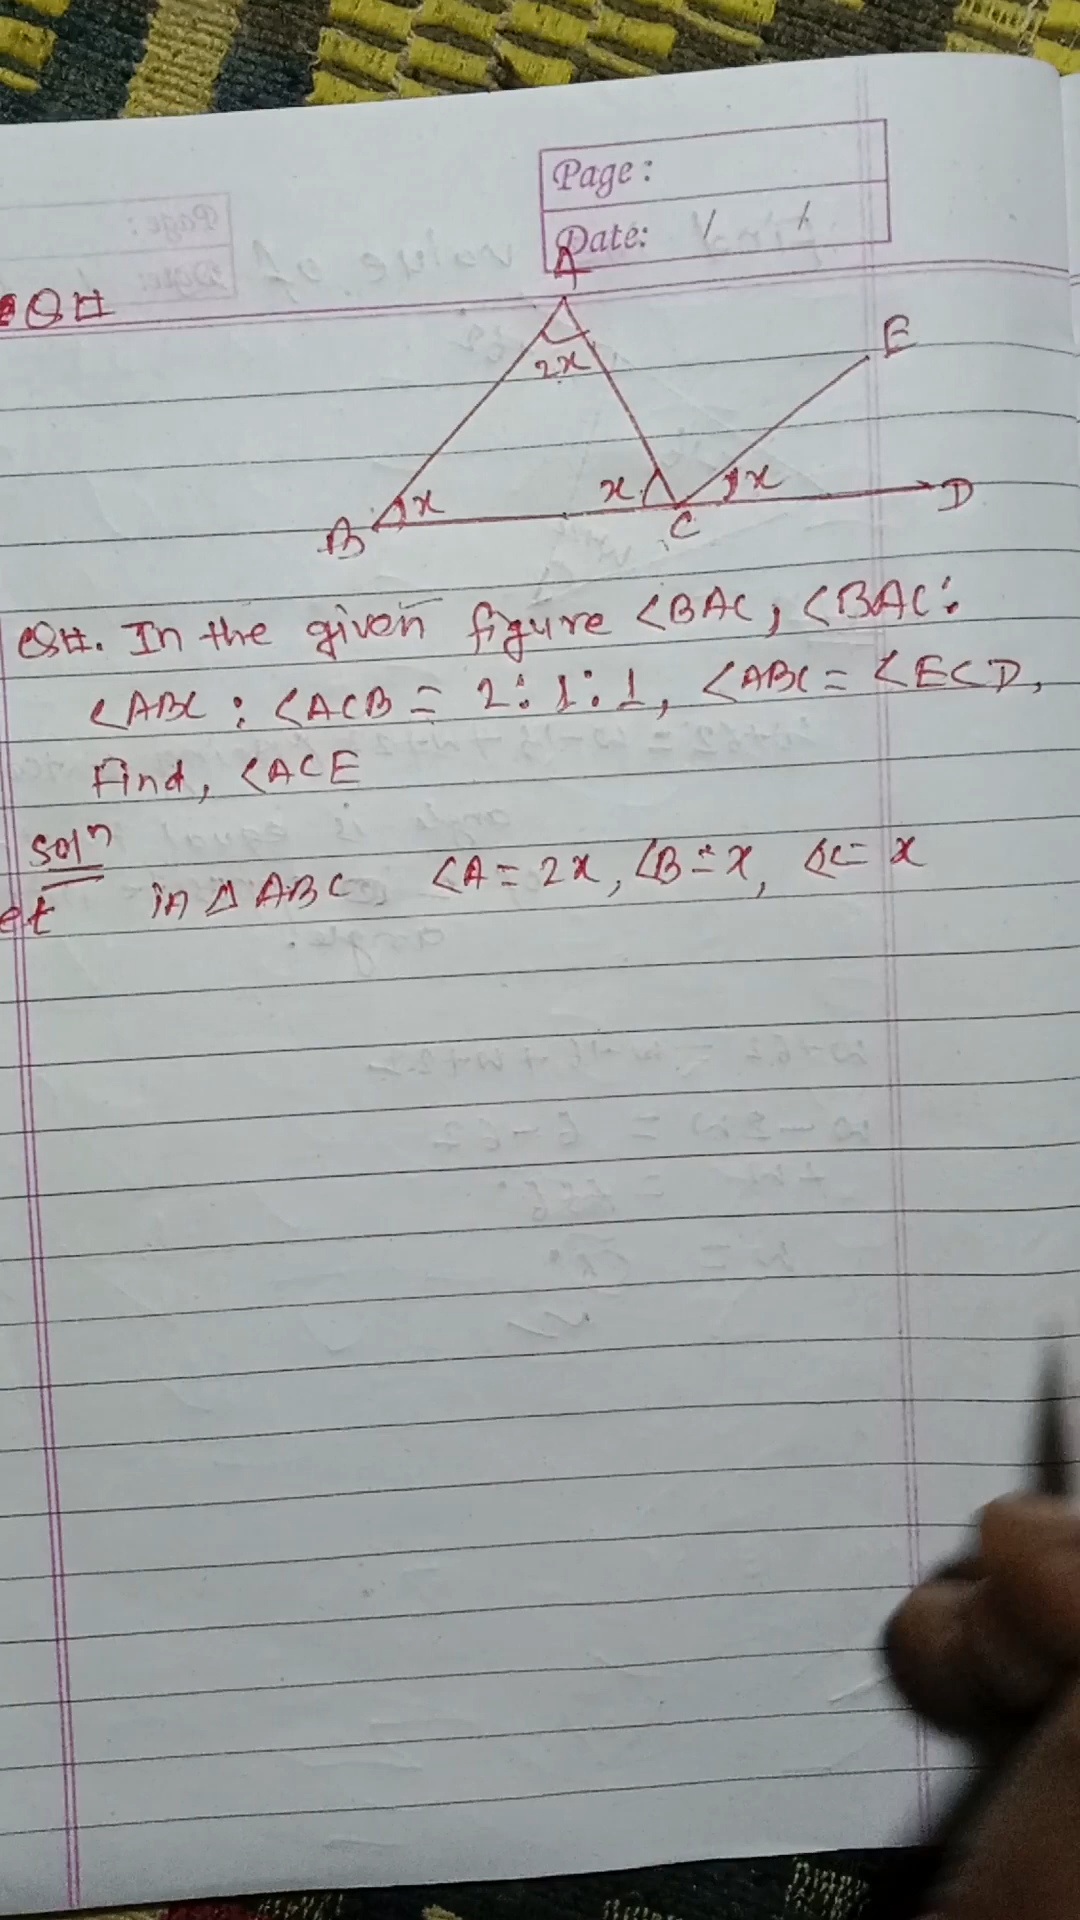 Page:
Date: / /
A
2x
E
x
x
x
B
C
D
In the given figure ∠BAC, ∠BAC:
∠ABC : ∠ACB = 2:1:1, ∠ABC = ∠ECD,
Find, ∠ACE
Solⁿ
in Δ ABC ∠A = 2x, ∠B = x, ∠C = x